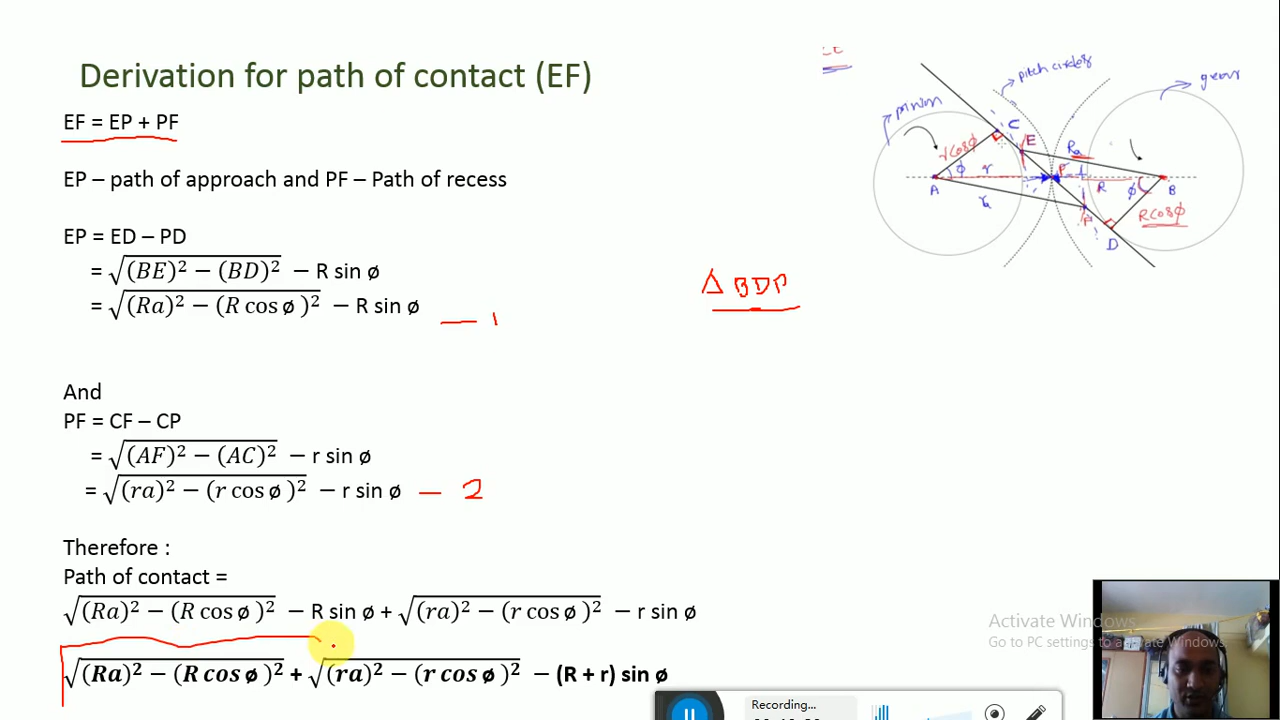 Derivation for path of contact (EF)
EF = EP + PF
EP – path of approach and PF – Path of recess
EP = ED – PD
= √(BE)² − (BD)² − R sin ø
= √(Ra)² − (R cos ø )² − R sin ø — 1
And
PF = CF – CP
= √(AF)² − (AC)² − r sin ø
= √(ra)² − (r cos ø )² − r sin ø — 2
Therefore :
Path of contact =
√(Ra)² − (R cos ø )² − R sin ø + √(ra)² − (r cos ø )² − r sin ø
√(Ra)² − (R cos ø )² + √(ra)² − (r cos ø )² − (R + r) sin ø
pinion
pitch circles
gear
C
E
rcosϕ
Ra
ϕ
r
P
R
ϕ
A
B
ra
F
Rcosϕ
D
Δ BDP
Activate Windows
Go to PC settings to activate Windows.
Recording...